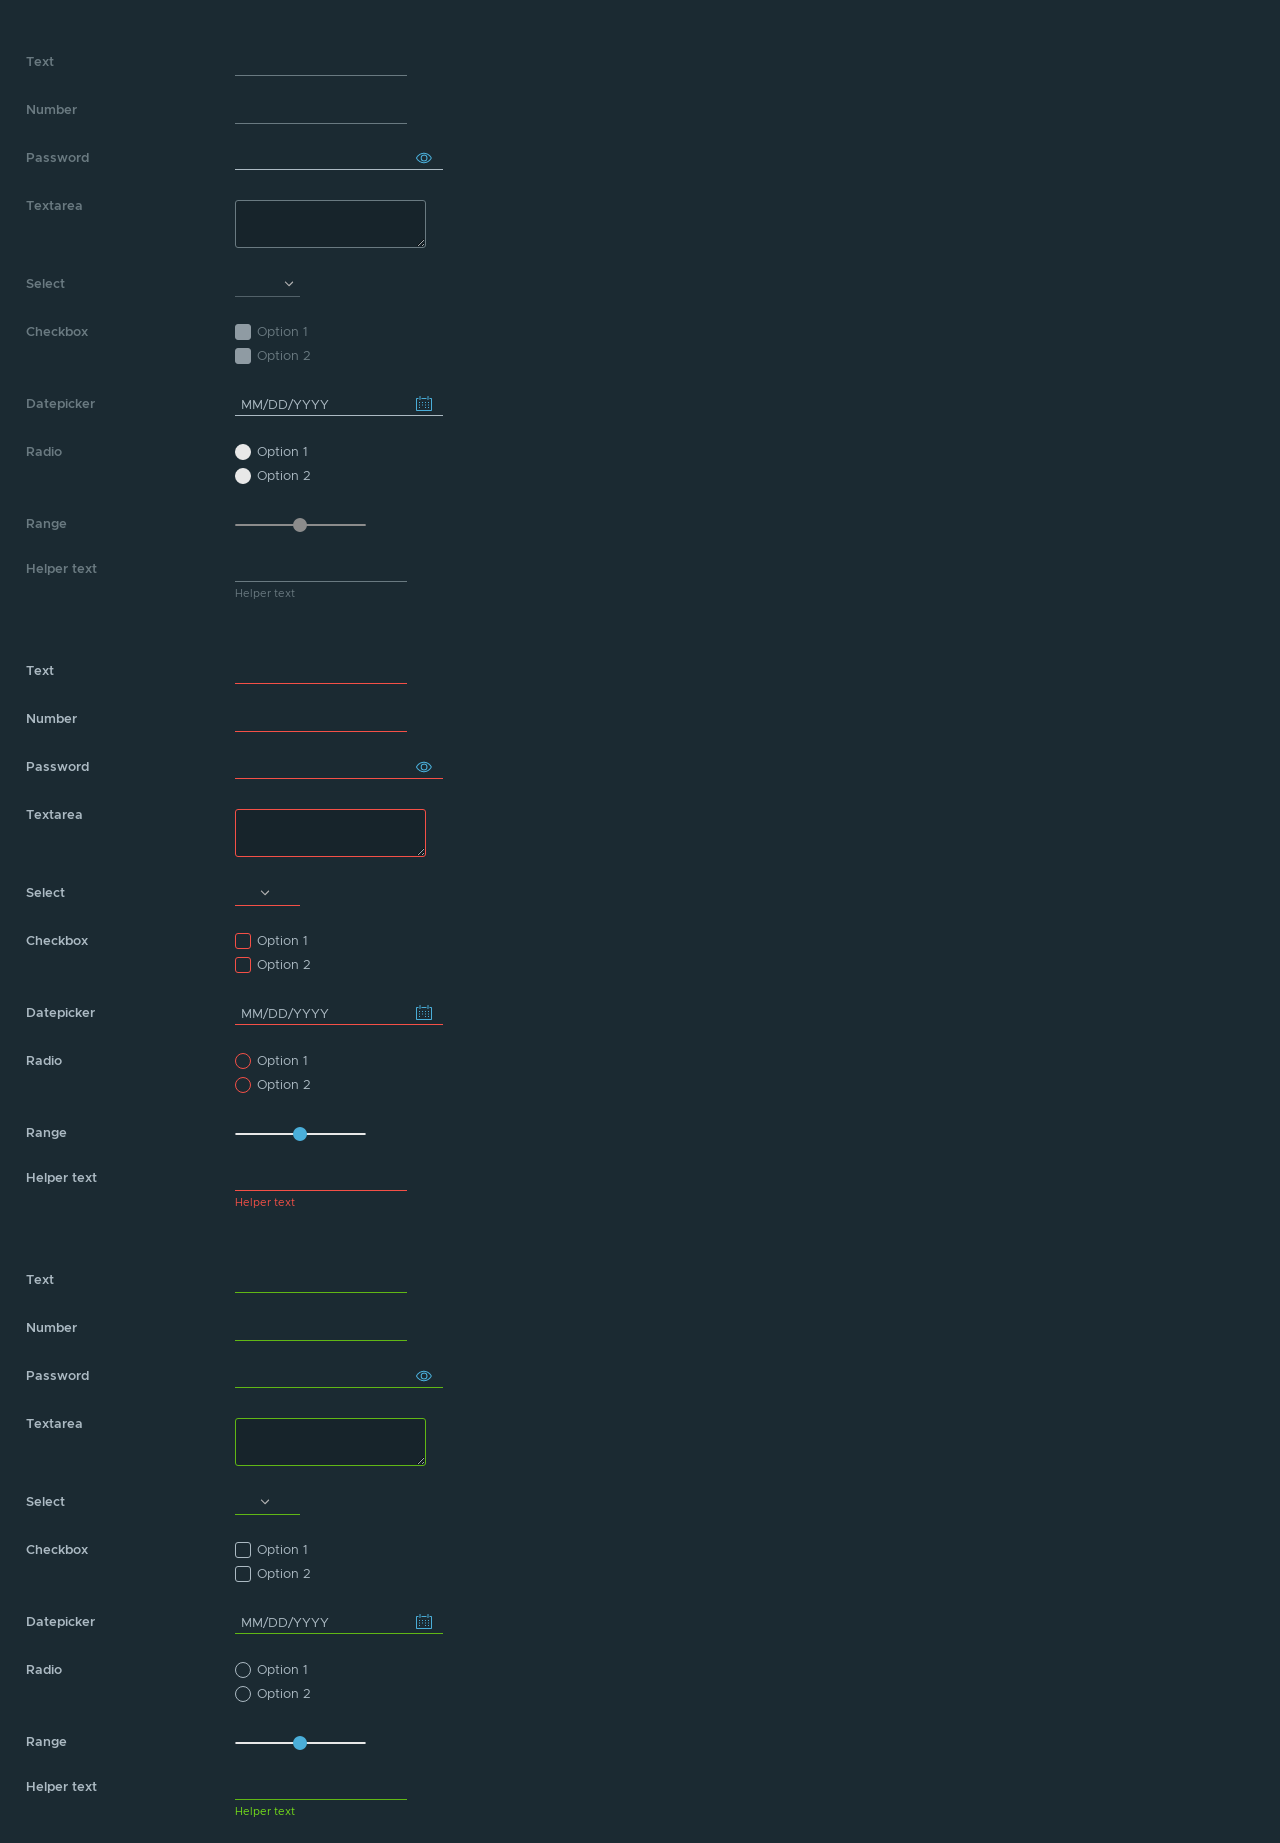 Text
Number
Password
Textarea
Select
Checkbox
Option 1
Option 2
Datepicker
MM/DD/YYYY
Radio
Option 1
Option 2
Range
Helper text
Helper text
Text
Number
Password
Textarea
Select
Checkbox
Option 1
Option 2
Datepicker
MM/DD/YYYY
Radio
Option 1
Option 2
Range
Helper text
Helper text
Text
Number
Password
Textarea
Select
Checkbox
Option 1
Option 2
Datepicker
MM/DD/YYYY
Radio
Option 1
Option 2
Range
Helper text
Helper text